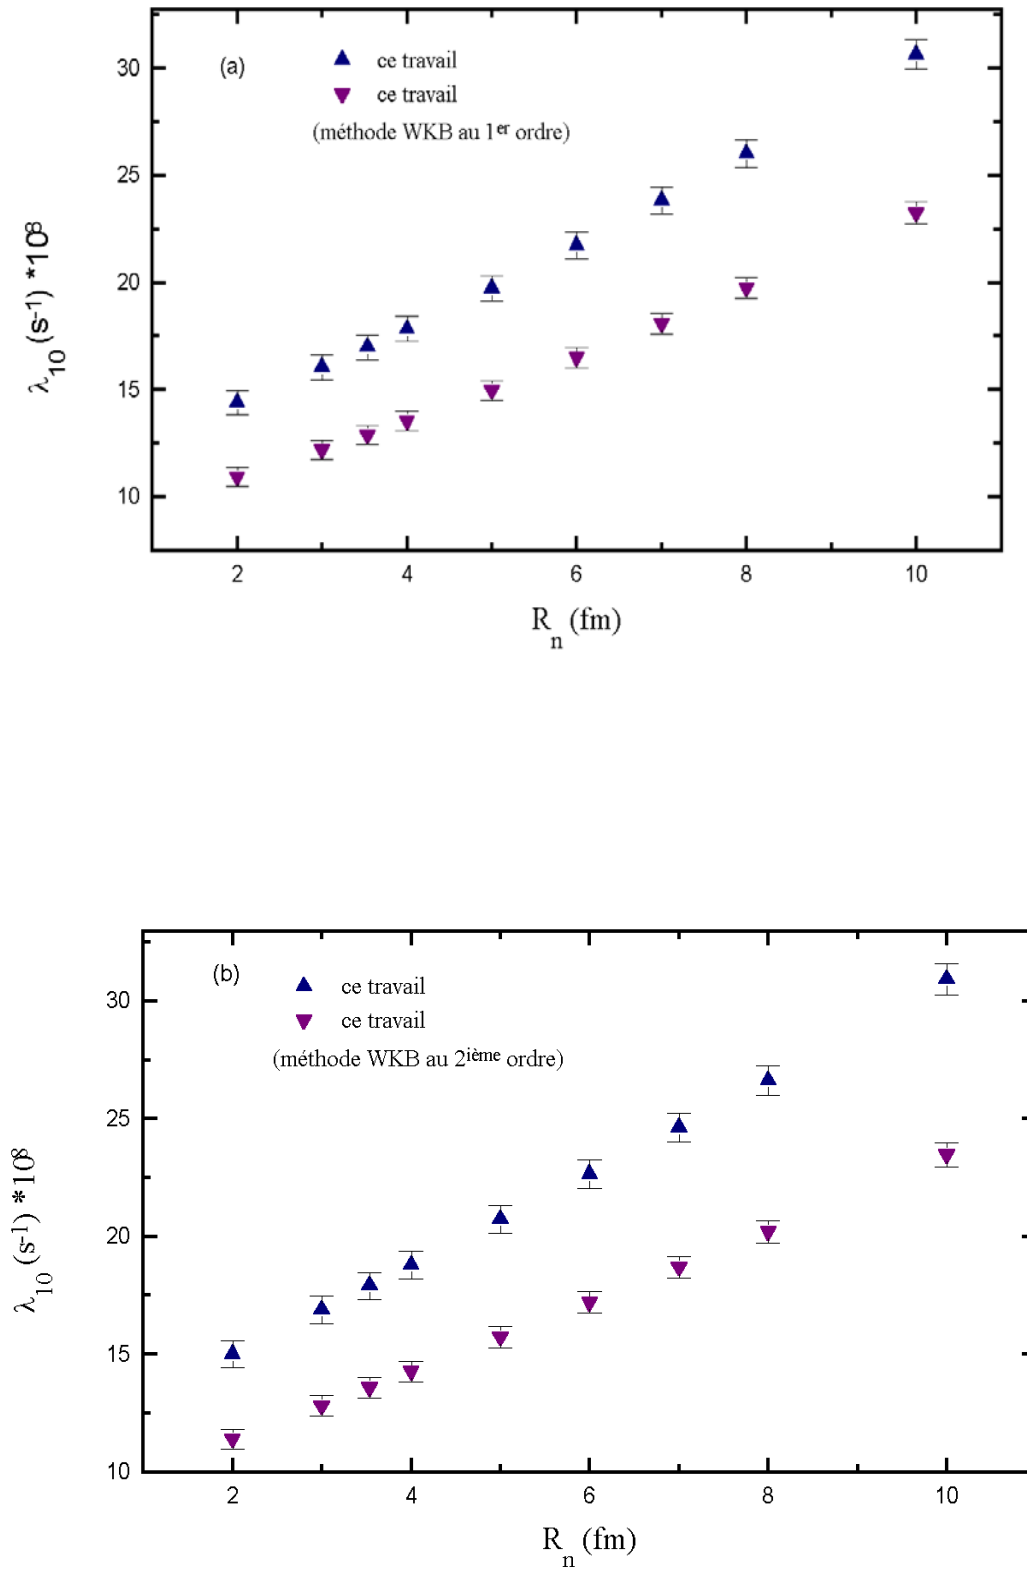 (a)
ce travail
ce travail
(méthode WKB au 1er ordre)
30
25
20
15
10
λ10 (s-1) *108
2 4 6 8 10
Rn (fm)
(b)
ce travail
ce travail
(méthode WKB au 2ième ordre)
30
25
20
15
10
λ10 (s-1) *108
2 4 6 8 10
Rn (fm)